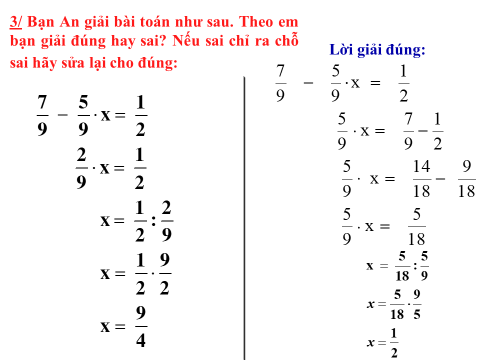 3/ Bạn An giải bài toán như sau. Theo em
bạn giải đúng hay sai? Nếu sai chỉ ra chỗ
sai hãy sửa lại cho đúng:
7/9 − 5/9 · x = 1/2
2/9 · x = 1/2
x = 1/2 : 2/9
x = 1/2 · 9/2
x = 9/4
Lời giải đúng:
7/9 − 5/9 · x = 1/2
5/9 · x = 7/9 − 1/2
5/9 · x = 14/18 − 9/18
5/9 · x = 5/18
x = 5/18 : 5/9
x = 5/18 · 9/5
x = 1/2